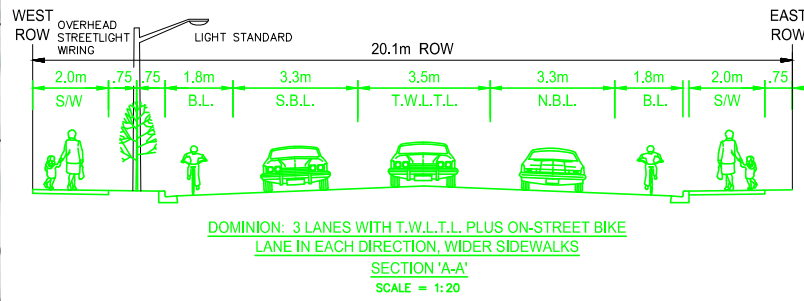 WEST
ROW
OVERHEAD
STREETLIGHT
WIRING
LIGHT STANDARD
EAST
ROW
20.1m ROW
2.0m .75 .75 1.8m 3.3m 3.5m 3.3m 1.8m 2.0m .75
S/W B.L. S.B.L. T.W.L.T.L. N.B.L. B.L. S/W
DOMINION: 3 LANES WITH T.W.L.T.L. PLUS ON-STREET BIKE
LANE IN EACH DIRECTION, WIDER SIDEWALKS
SECTION 'A-A'
SCALE = 1:20